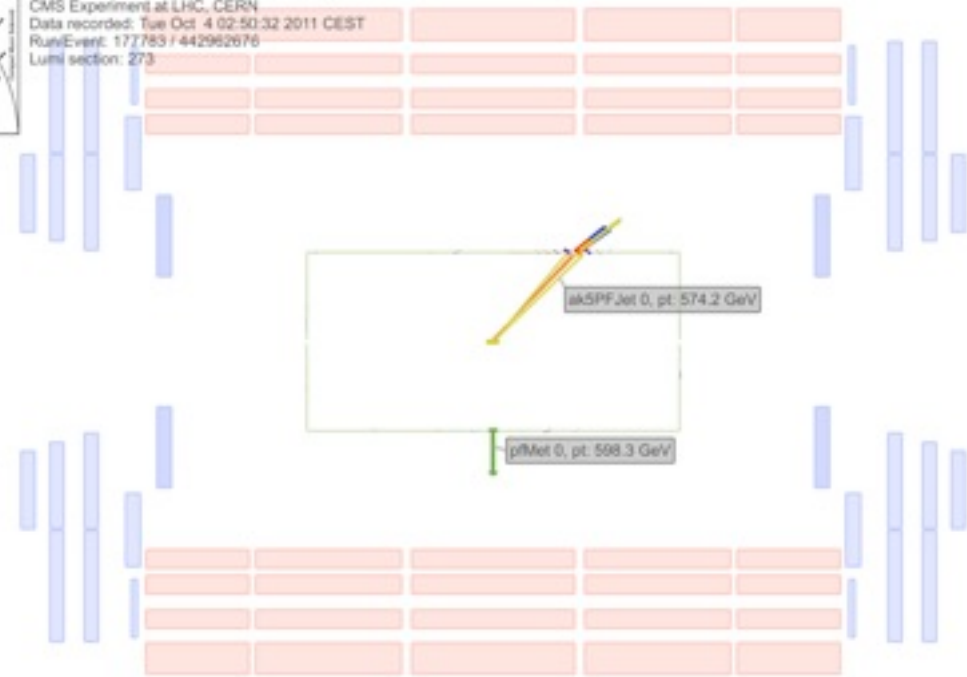 CMS Experiment at LHC, CERN
Data recorded: Tue Oct 4 02:50:32 2011 CEST
Run/Event: 177783 / 442962676
Lumi section: 273
ak5PFJet 0, pt: 574.2 GeV
pfMet 0, pt: 598.3 GeV